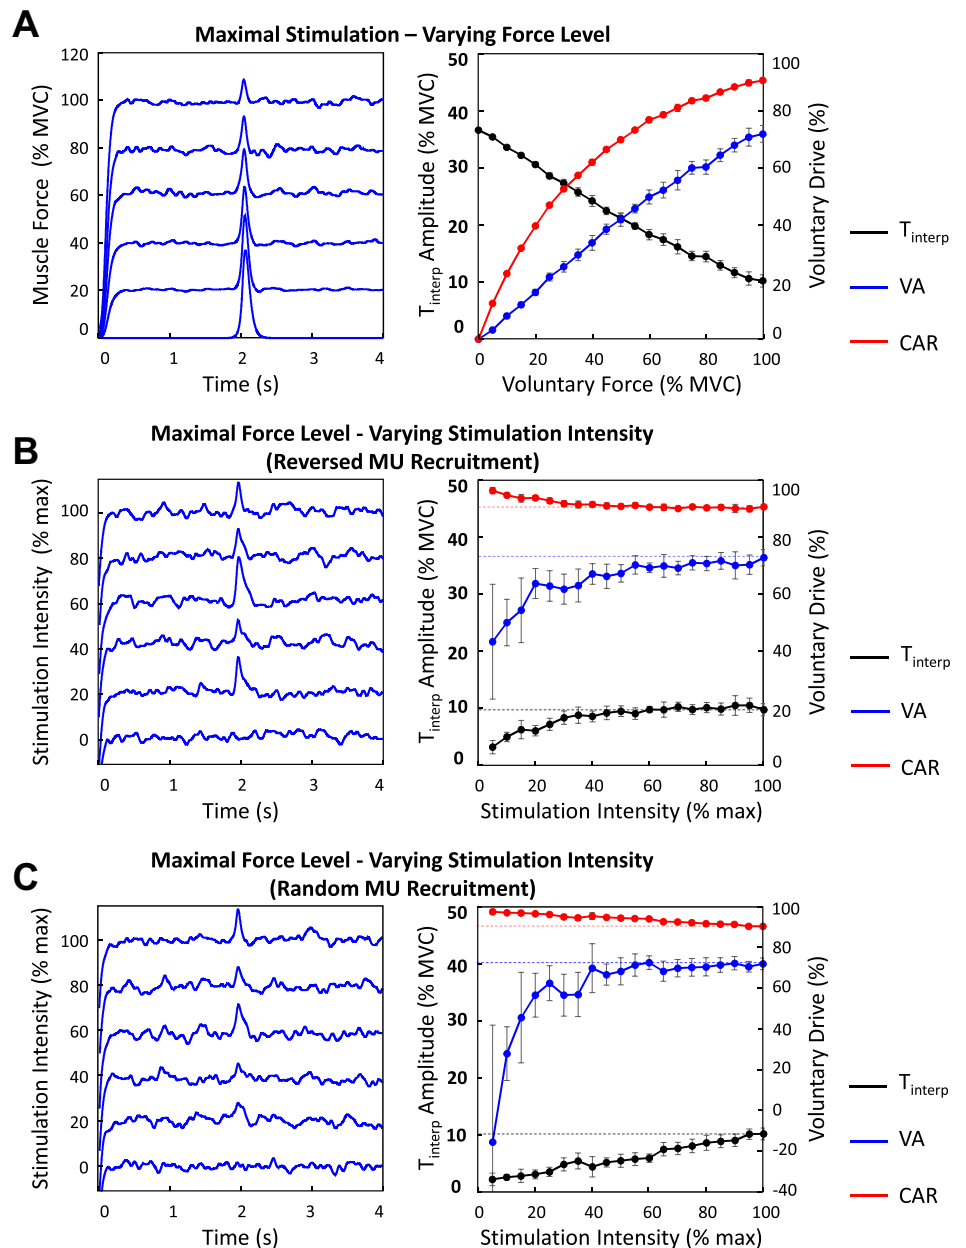 A
Maximal Stimulation – Varying Force Level
Muscle Force (% MVC)
120
100
80
60
40
20
0
0 1 2 3 4
Time (s)
T interp Amplitude (% MVC)
50
40
30
20
10
0
0 20 40 60 80 100
Voluntary Force (% MVC)
100
80
60
40
20
0
Voluntary Drive (%)
T interp
VA
CAR
B
Maximal Force Level - Varying Stimulation Intensity
(Reversed MU Recruitment)
Stimulation Intensity (% max)
100
80
60
40
20
0
0 1 2 3 4
Time (s)
T interp Amplitude (% MVC)
50
40
30
20
10
0
0 20 40 60 80 100
Stimulation Intensity (% max)
100
80
60
40
20
0
Voluntary Drive (%)
T interp
VA
CAR
C
Maximal Force Level - Varying Stimulation Intensity
(Random MU Recruitment)
Stimulation Intensity (% max)
100
80
60
40
20
0
0 1 2 3 4
Time (s)
T interp Amplitude (% MVC)
50
40
30
20
10
0
0 20 40 60 80 100
Stimulation Intensity (% max)
100
80
60
40
20
0
-20
-40
Voluntary Drive (%)
T interp
VA
CAR